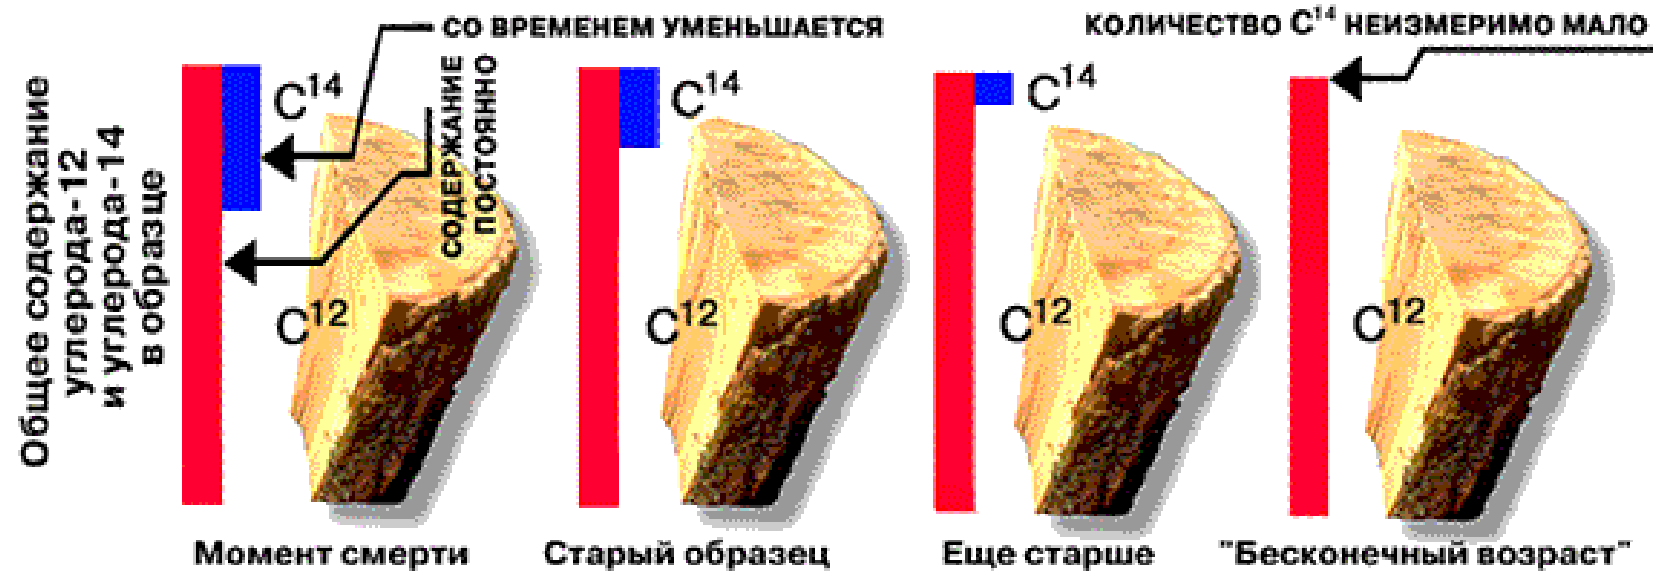 СО ВРЕМЕНЕМ УМЕНЬШАЕТСЯ
КОЛИЧЕСТВО C¹⁴ НЕИЗМЕРИМО МАЛО
Общее содержание
углерода-12
и углерода-14
в образце
СОДЕРЖАНИЕ
ПОСТОЯННО
C¹⁴
C¹⁴
C¹⁴
C¹²
C¹²
C¹²
C¹²
Момент смерти
Старый образец
Еще старше
"Бесконечный возраст"